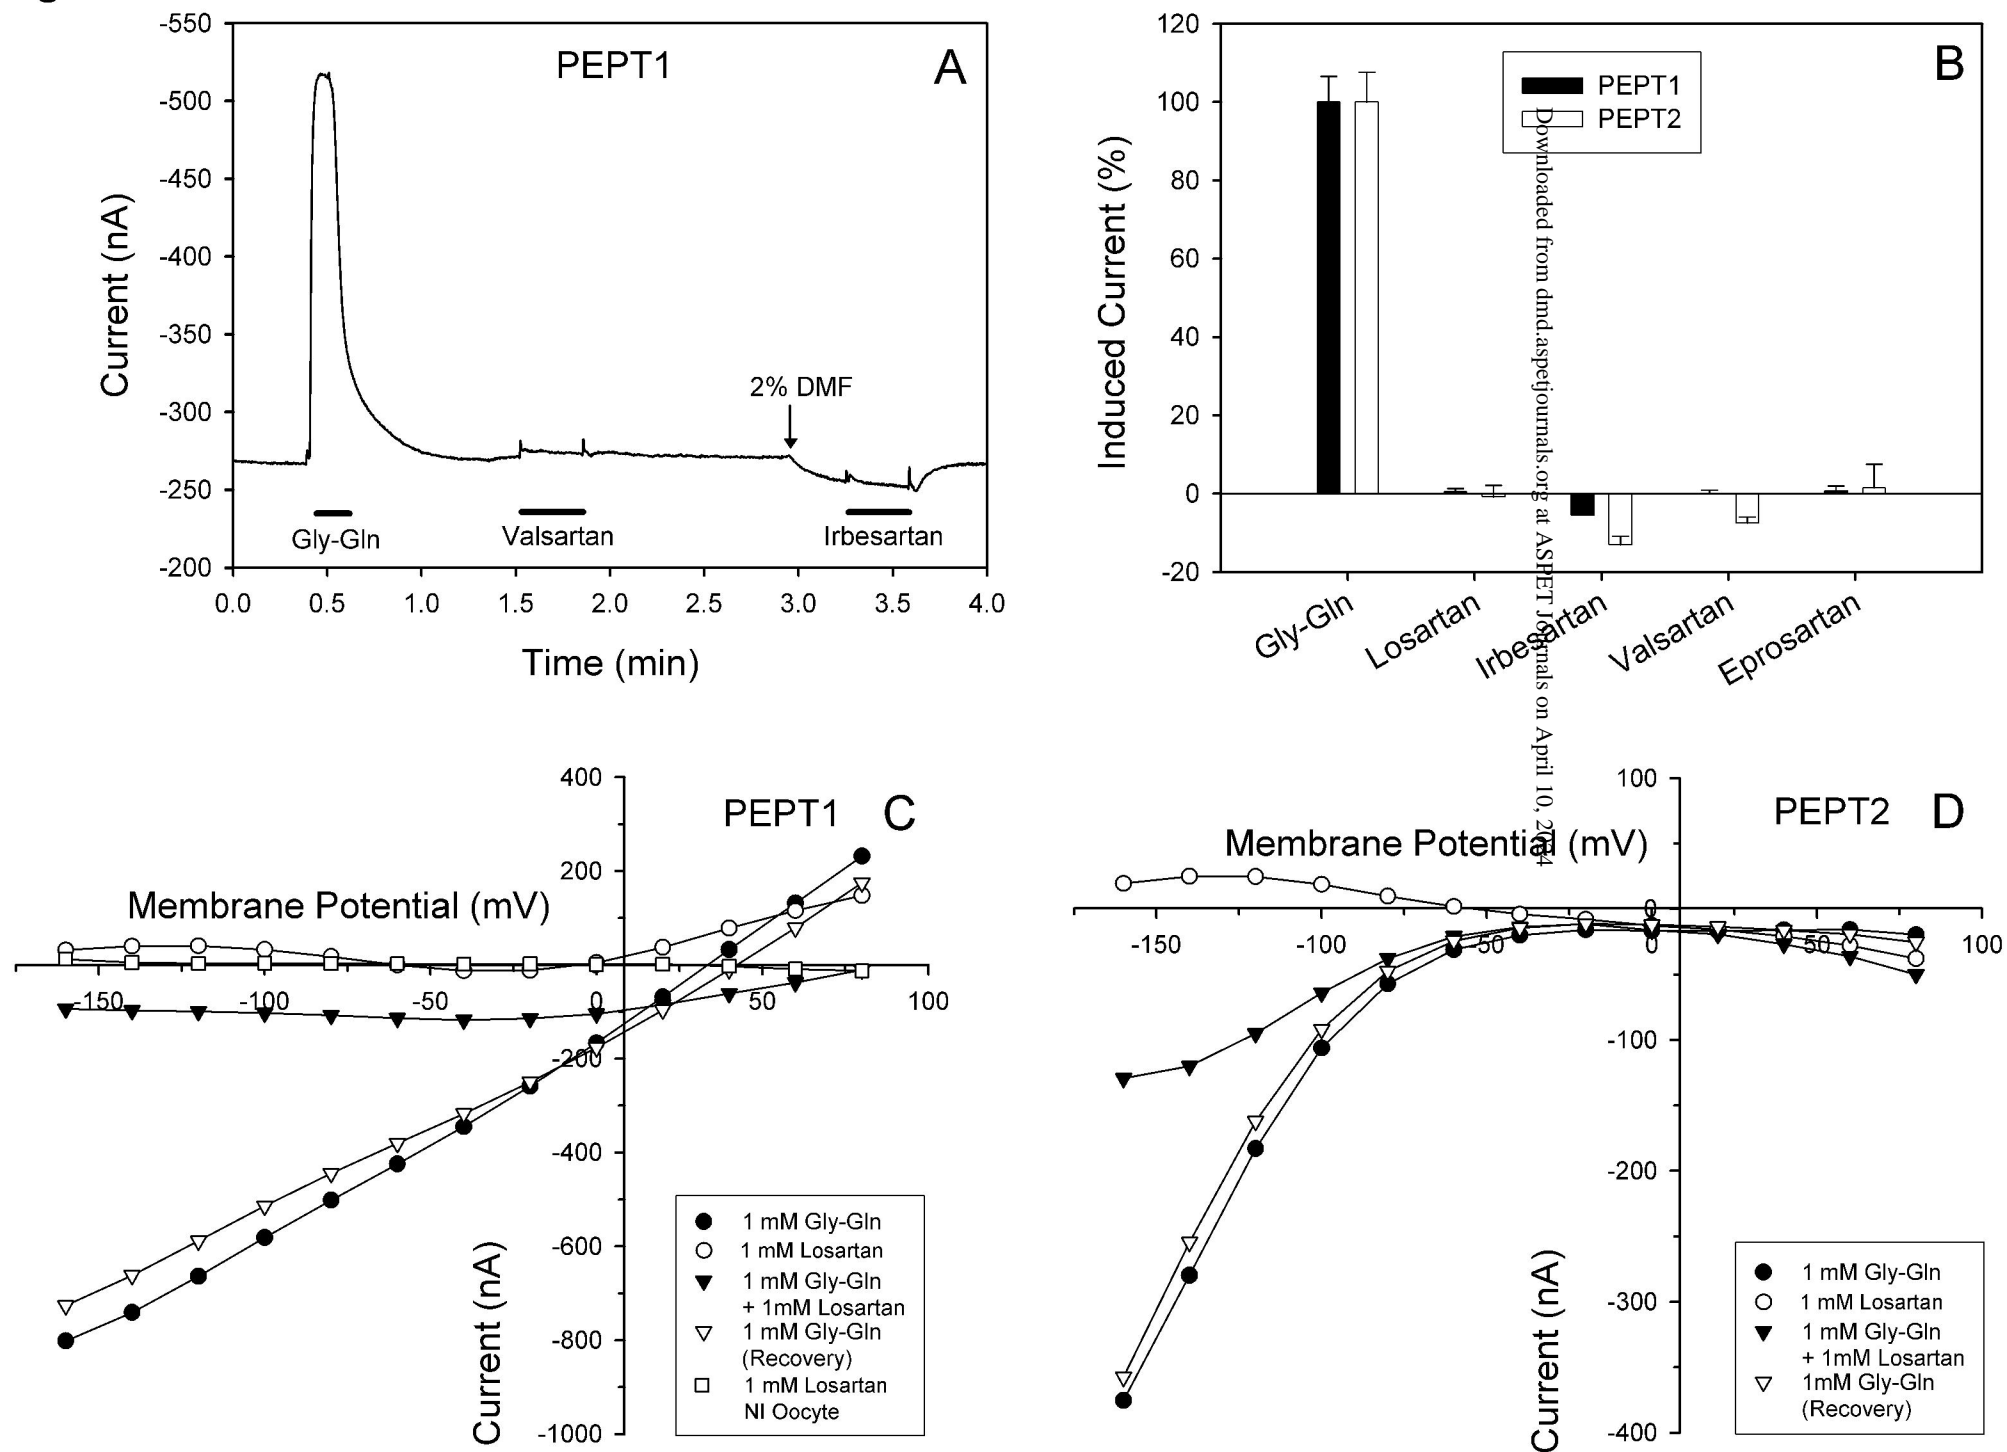 -550
-500
-450
-400
-350
-300
-250
-200
Current (nA)
PEPT1
A
2% DMF
Gly-Gln
Valsartan
Irbesartan
0.0 0.5 1.0 1.5 2.0 2.5 3.0 3.5 4.0
Time (min)
120
100
80
60
40
20
0
-20
Induced Current (%)
B
PEPT1
PEPT2
Gly-Gln
Losartan
Irbesartan
Valsartan
Eprosartan
Downloaded from dmd.aspetjournals.org at ASPET Journals on April 10, 2024
400
200
-200
-400
-600
-800
-1000
PEPT1
C
Membrane Potential (mV)
-150 -100 -50 0 50 100
Current (nA)
1 mM Gly-Gln
1 mM Losartan
1 mM Gly-Gln
+ 1mM Losartan
1 mM Gly-Gln
(Recovery)
1 mM Losartan
NI Oocyte
100
0
-100
-200
-300
-400
PEPT2
D
Membrane Potential (mV)
-150 -100 -50 0 50 100
Current (nA)
1 mM Gly-Gln
1 mM Losartan
1 mM Gly-Gln
+ 1mM Losartan
1mM Gly-Gln
(Recovery)